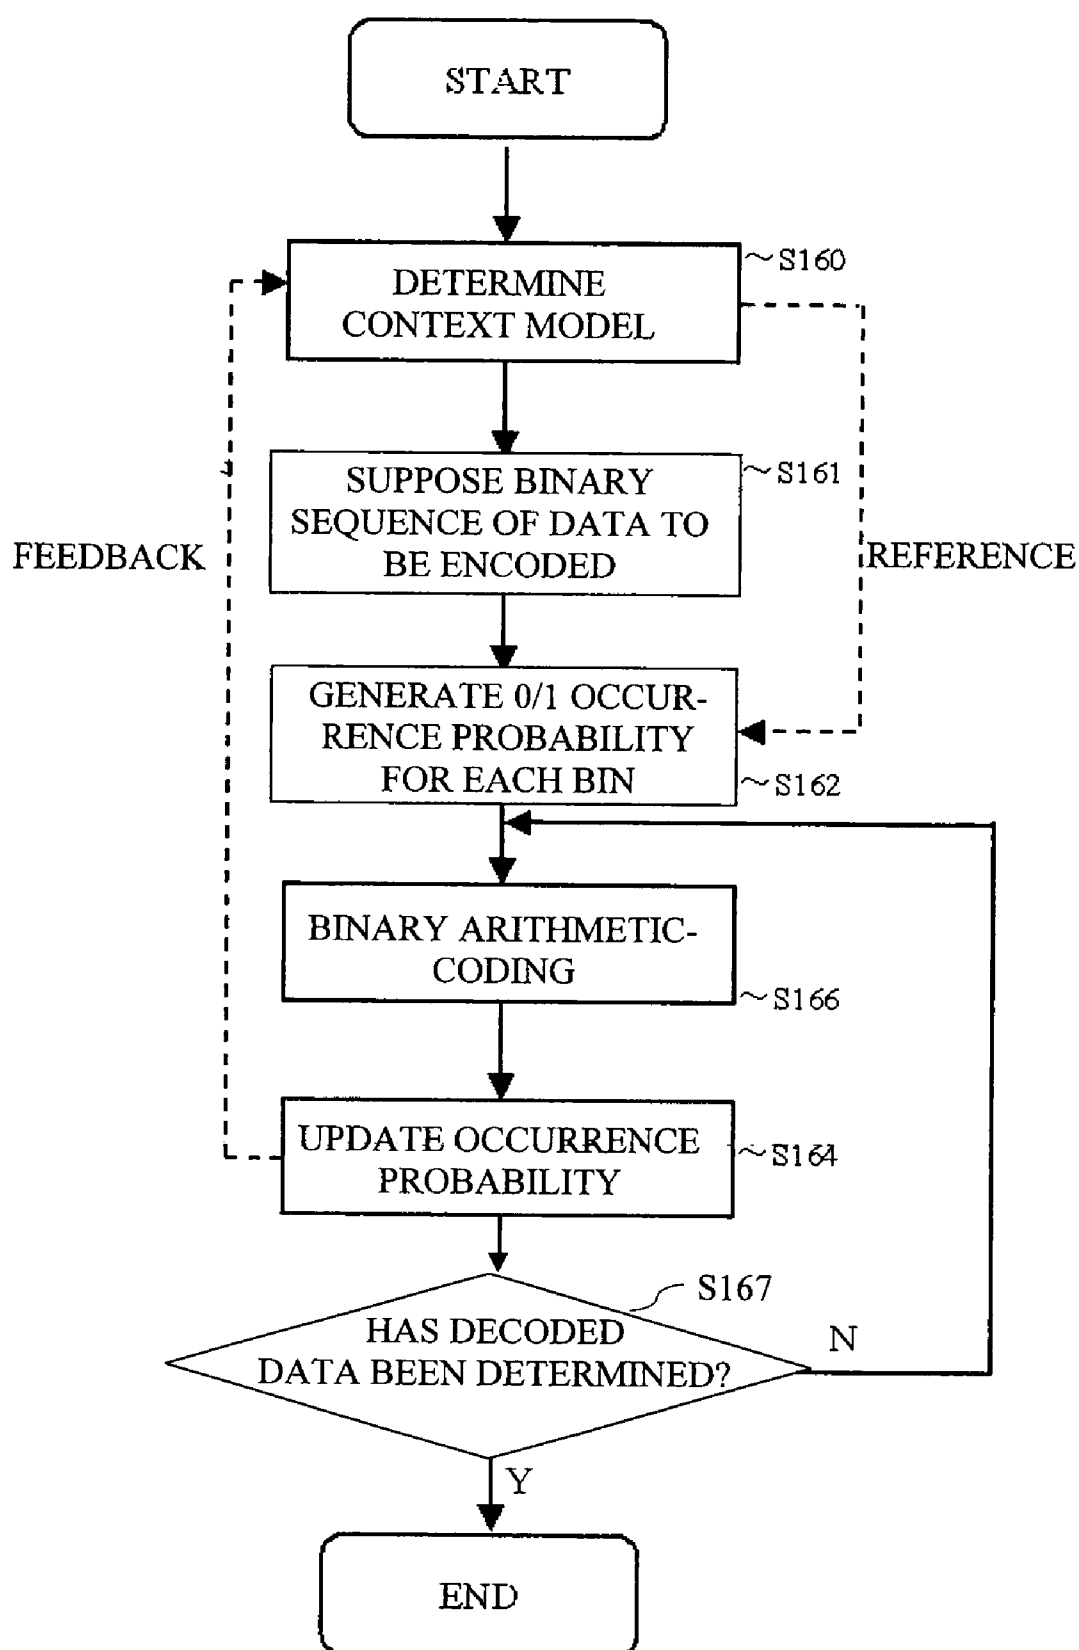 START
~S160
DETERMINE
CONTEXT MODEL
SUPPOSE BINARY
~S161
SEQUENCE OF DATA TO
BE ENCODED
FEEDBACK
REFERENCE
GENERATE 0/1 OCCUR-
RENCE PROBABILITY
FOR EACH BIN
~S162
BINARY ARITHMETIC-
CODING
~S166
UPDATE OCCURRENCE
PROBABILITY
~S164
S167
HAS DECODED
DATA BEEN DETERMINED?
N
Y
END